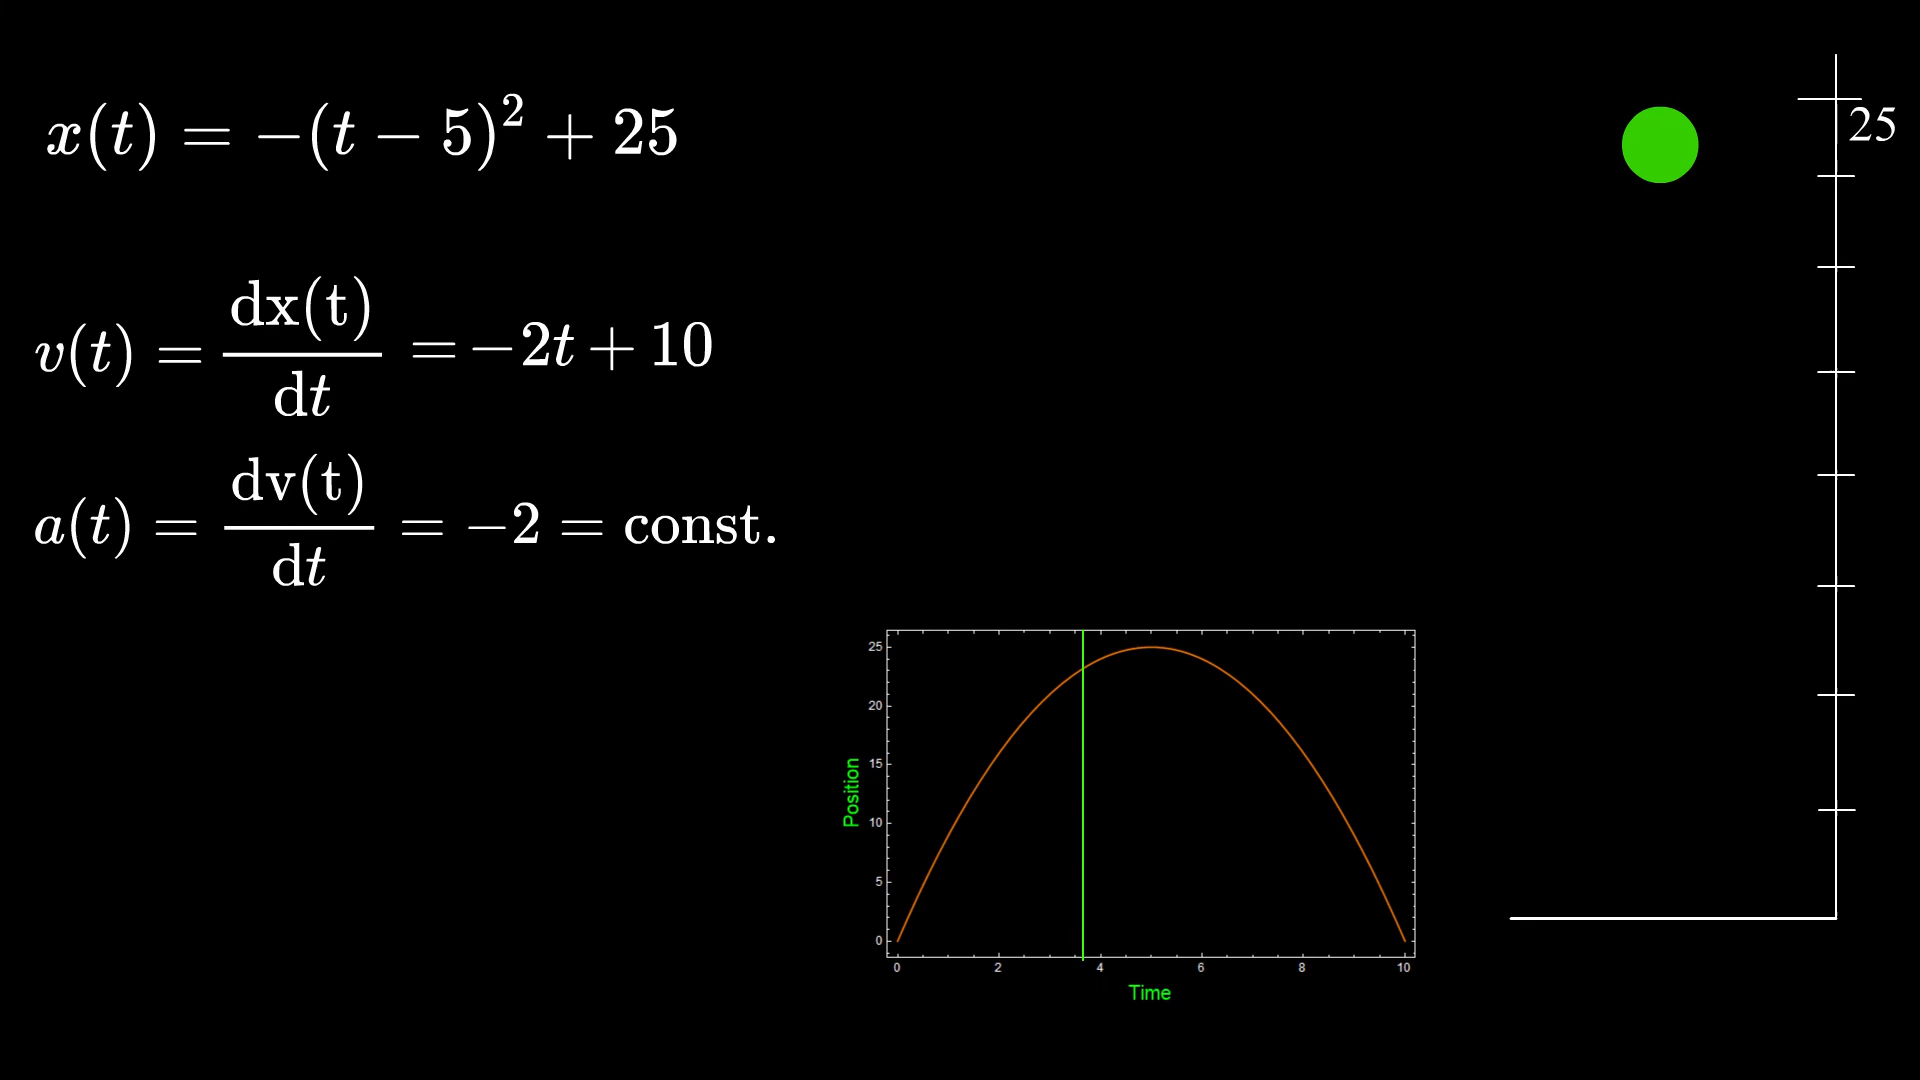 x(t) = −(t − 5)² + 25
25
v(t) = dx(t)/dt = −2t + 10
a(t) = dv(t)/dt = −2 = const.
25
20
15
10
5
0
Position
0 2 4 6 8 10
Time